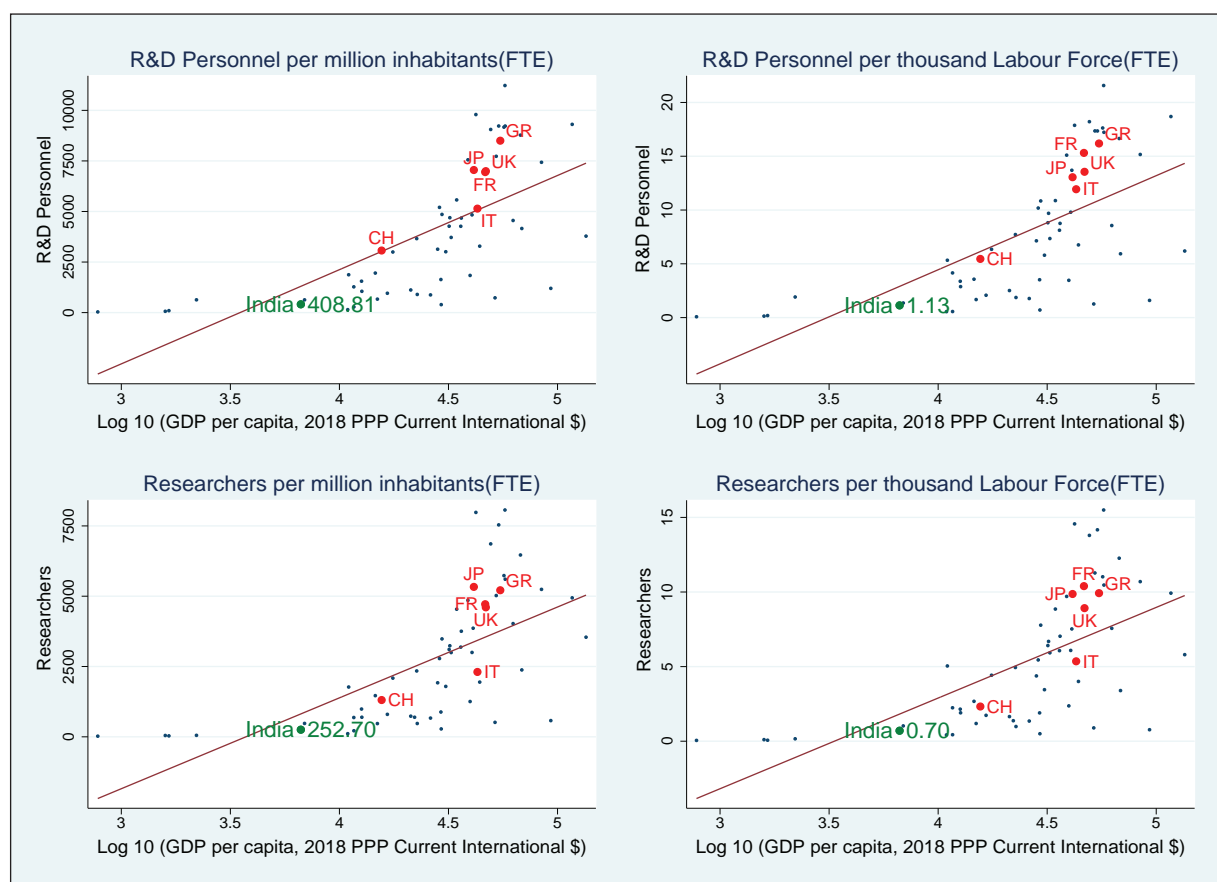 R&D Personnel per million inhabitants(FTE)
R&D Personnel
10000
7500
5000
2500
0
GR
JP
UK
FR
IT
CH
India 408.81
3 3.5 4 4.5 5
Log 10 (GDP per capita, 2018 PPP Current International $)
R&D Personnel per thousand Labour Force(FTE)
R&D Personnel
20
15
10
5
0
FR
GR
JP
UK
IT
CH
India 1.13
3 3.5 4 4.5 5
Log 10 (GDP per capita, 2018 PPP Current International $)
Researchers per million inhabitants(FTE)
Researchers
7500
5000
2500
0
JP
GR
FR
UK
IT
CH
India 252.70
3 3.5 4 4.5 5
Log 10 (GDP per capita, 2018 PPP Current International $)
Researchers per thousand Labour Force(FTE)
Researchers
15
10
5
0
FR
GR
JP
UK
IT
CH
India 0.70
3 3.5 4 4.5 5
Log 10 (GDP per capita, 2018 PPP Current International $)